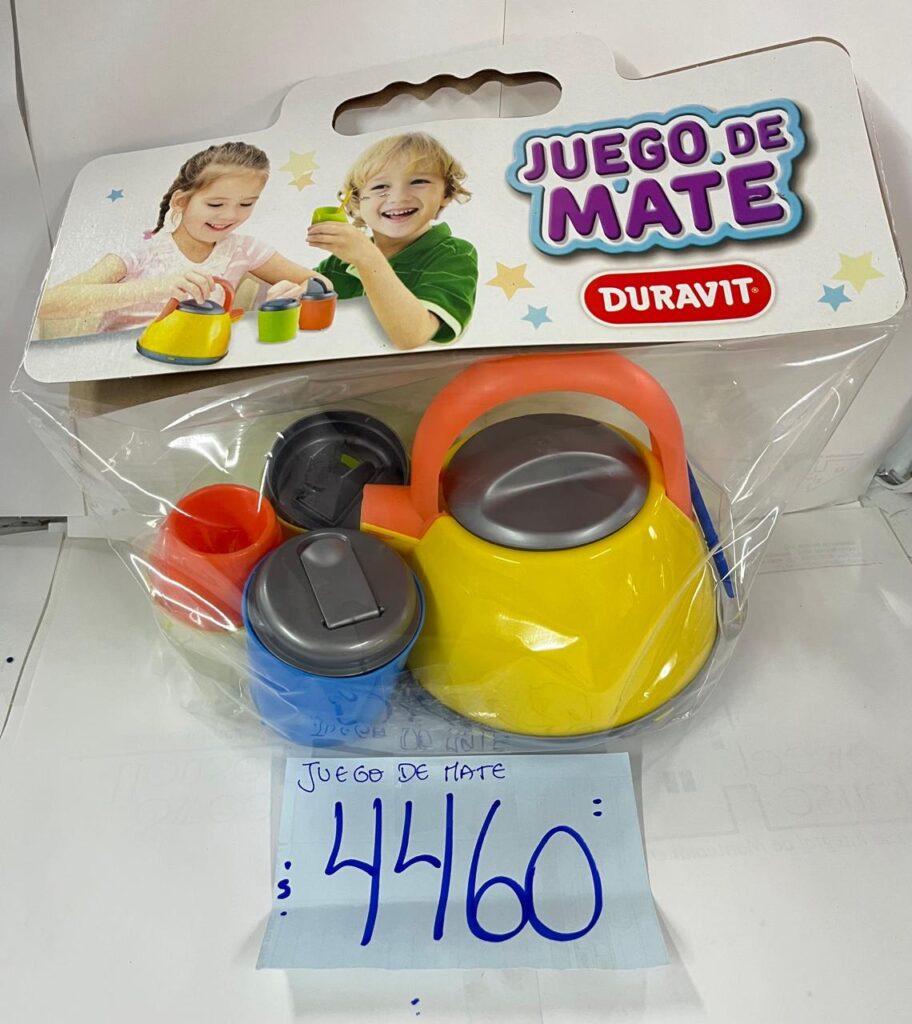 JUEGO DE
MATE
DURAVIT®
JUEGO DE MATE
$ 4460